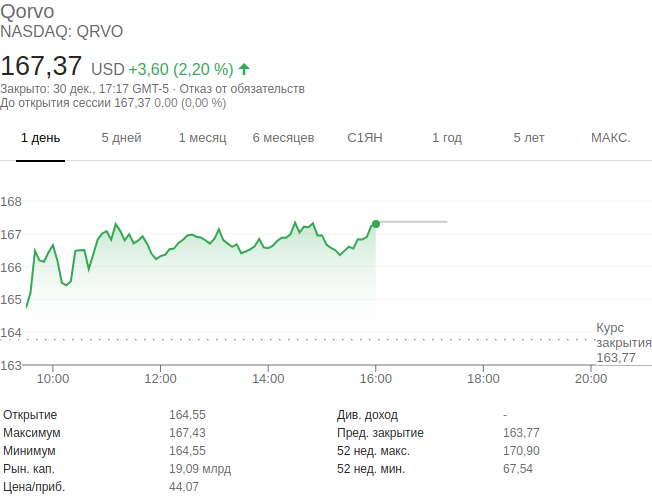 Qorvo
NASDAQ: QRVO
167,37 USD +3,60 (2,20 %)
Закрыто: 30 дек., 17:17 GMT-5 · Отказ от обязательств
До открытия сессии 167,37 0,00 (0,00 %)
1 день 5 дней 1 месяц 6 месяцев С1ЯН 1 год 5 лет МАКС.
168
167
166
165
164
Курс
закрытия
163,77
163
10:00 12:00 14:00 16:00 18:00 20:00
Открытие 164,55 Див. доход -
Максимум 167,43 Пред. закрытие 163,77
Минимум 164,55 52 нед. макс. 170,90
Рын. кап. 19,09 млрд 52 нед. мин. 67,54
Цена/приб. 44,07